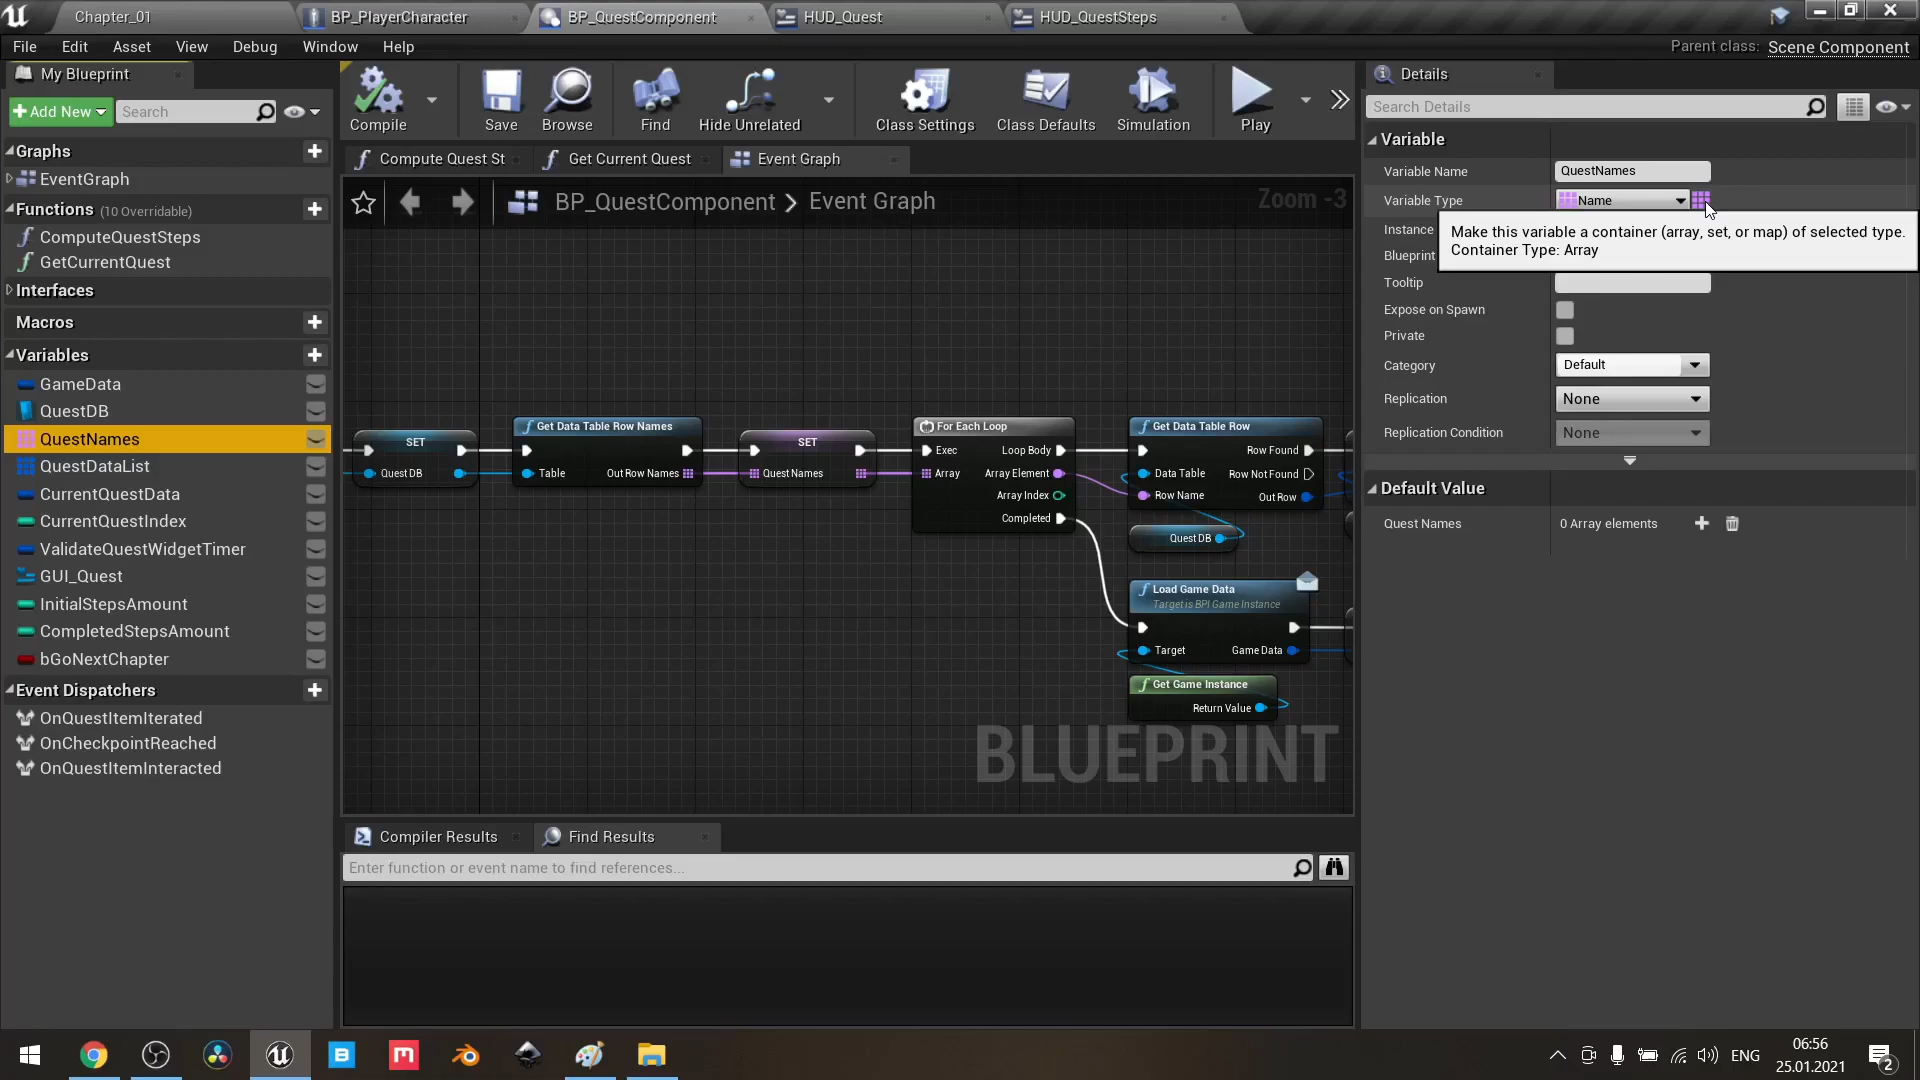 Chapter_01
BP_PlayerCharacter
BP_QuestComponent
HUD_Quest
HUD_QuestSteps
File
Edit
Asset
View
Debug
Window
Help
Parent class: Scene Component
My Blueprint
Add New
Search
Graphs
EventGraph
Functions (10 Overridable)
ComputeQuestSteps
GetCurrentQuest
Interfaces
Macros
Variables
GameData
QuestDB
QuestNames
QuestDataList
CurrentQuestData
CurrentQuestIndex
ValidateQuestWidgetTimer
GUI_Quest
InitialStepsAmount
CompletedStepsAmount
bGoNextChapter
Event Dispatchers
OnQuestItemIterated
OnCheckpointReached
OnQuestItemInteracted
Compile
Save
Browse
Find
Hide Unrelated
Class Settings
Class Defaults
Simulation
Play
Compute Quest St
Get Current Quest
Event Graph
BP_QuestComponent > Event Graph
Zoom -3
SET
Quest DB
Get Data Table Row Names
Table
Out Row Names
SET
Quest Names
For Each Loop
Exec
Loop Body
Array
Array Element
Array Index
Completed
Get Data Table Row
Row Found
Data Table
Row Not Found
Row Name
Out Row
Quest DB
Load Game Data
Target is BPI Game Instance
Target
Game Data
Get Game Instance
Return Value
BLUEPRINT
Compiler Results
Find Results
Enter function or event name to find references...
Details
Search Details
Variable
Variable Name
QuestNames
Variable Type
Name
Instance
Make this variable a container (array, set, or map) of selected type.
Container Type: Array
Blueprint
Tooltip
Expose on Spawn
Private
Category
Default
Replication
None
Replication Condition
None
Default Value
Quest Names
0 Array elements
ENG
06:56
25.01.2021
2